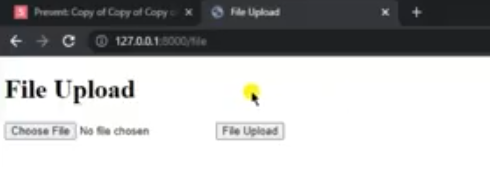 Present: Copy of Copy of Copy
File Upload
127.0.0.1:8000/file
File Upload
Choose File No file chosen File Upload